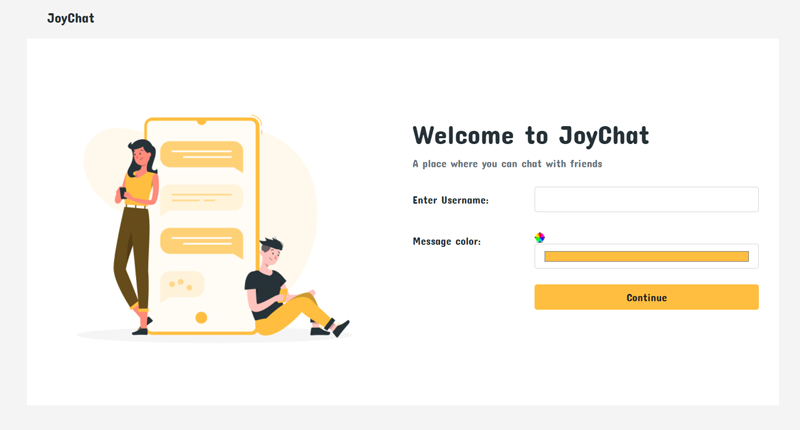 JoyChat
Welcome to JoyChat
A place where you can chat with friends
Enter Username:
Message color:
Continue